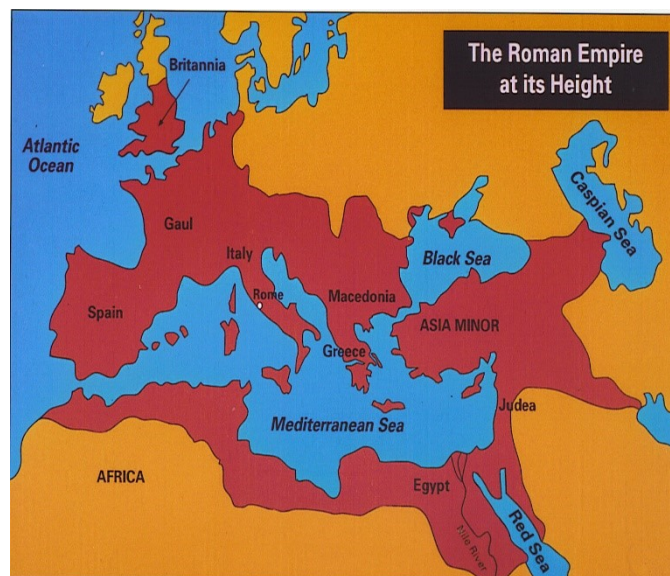 The Roman Empire
at its Height
Britannia
Atlantic
Ocean
Caspian Sea
Gaul
Italy
Black Sea
Rome
Macedonia
Spain
ASIA MINOR
Greece
Judea
Mediterranean Sea
AFRICA
Egypt
Red Sea
Nile River